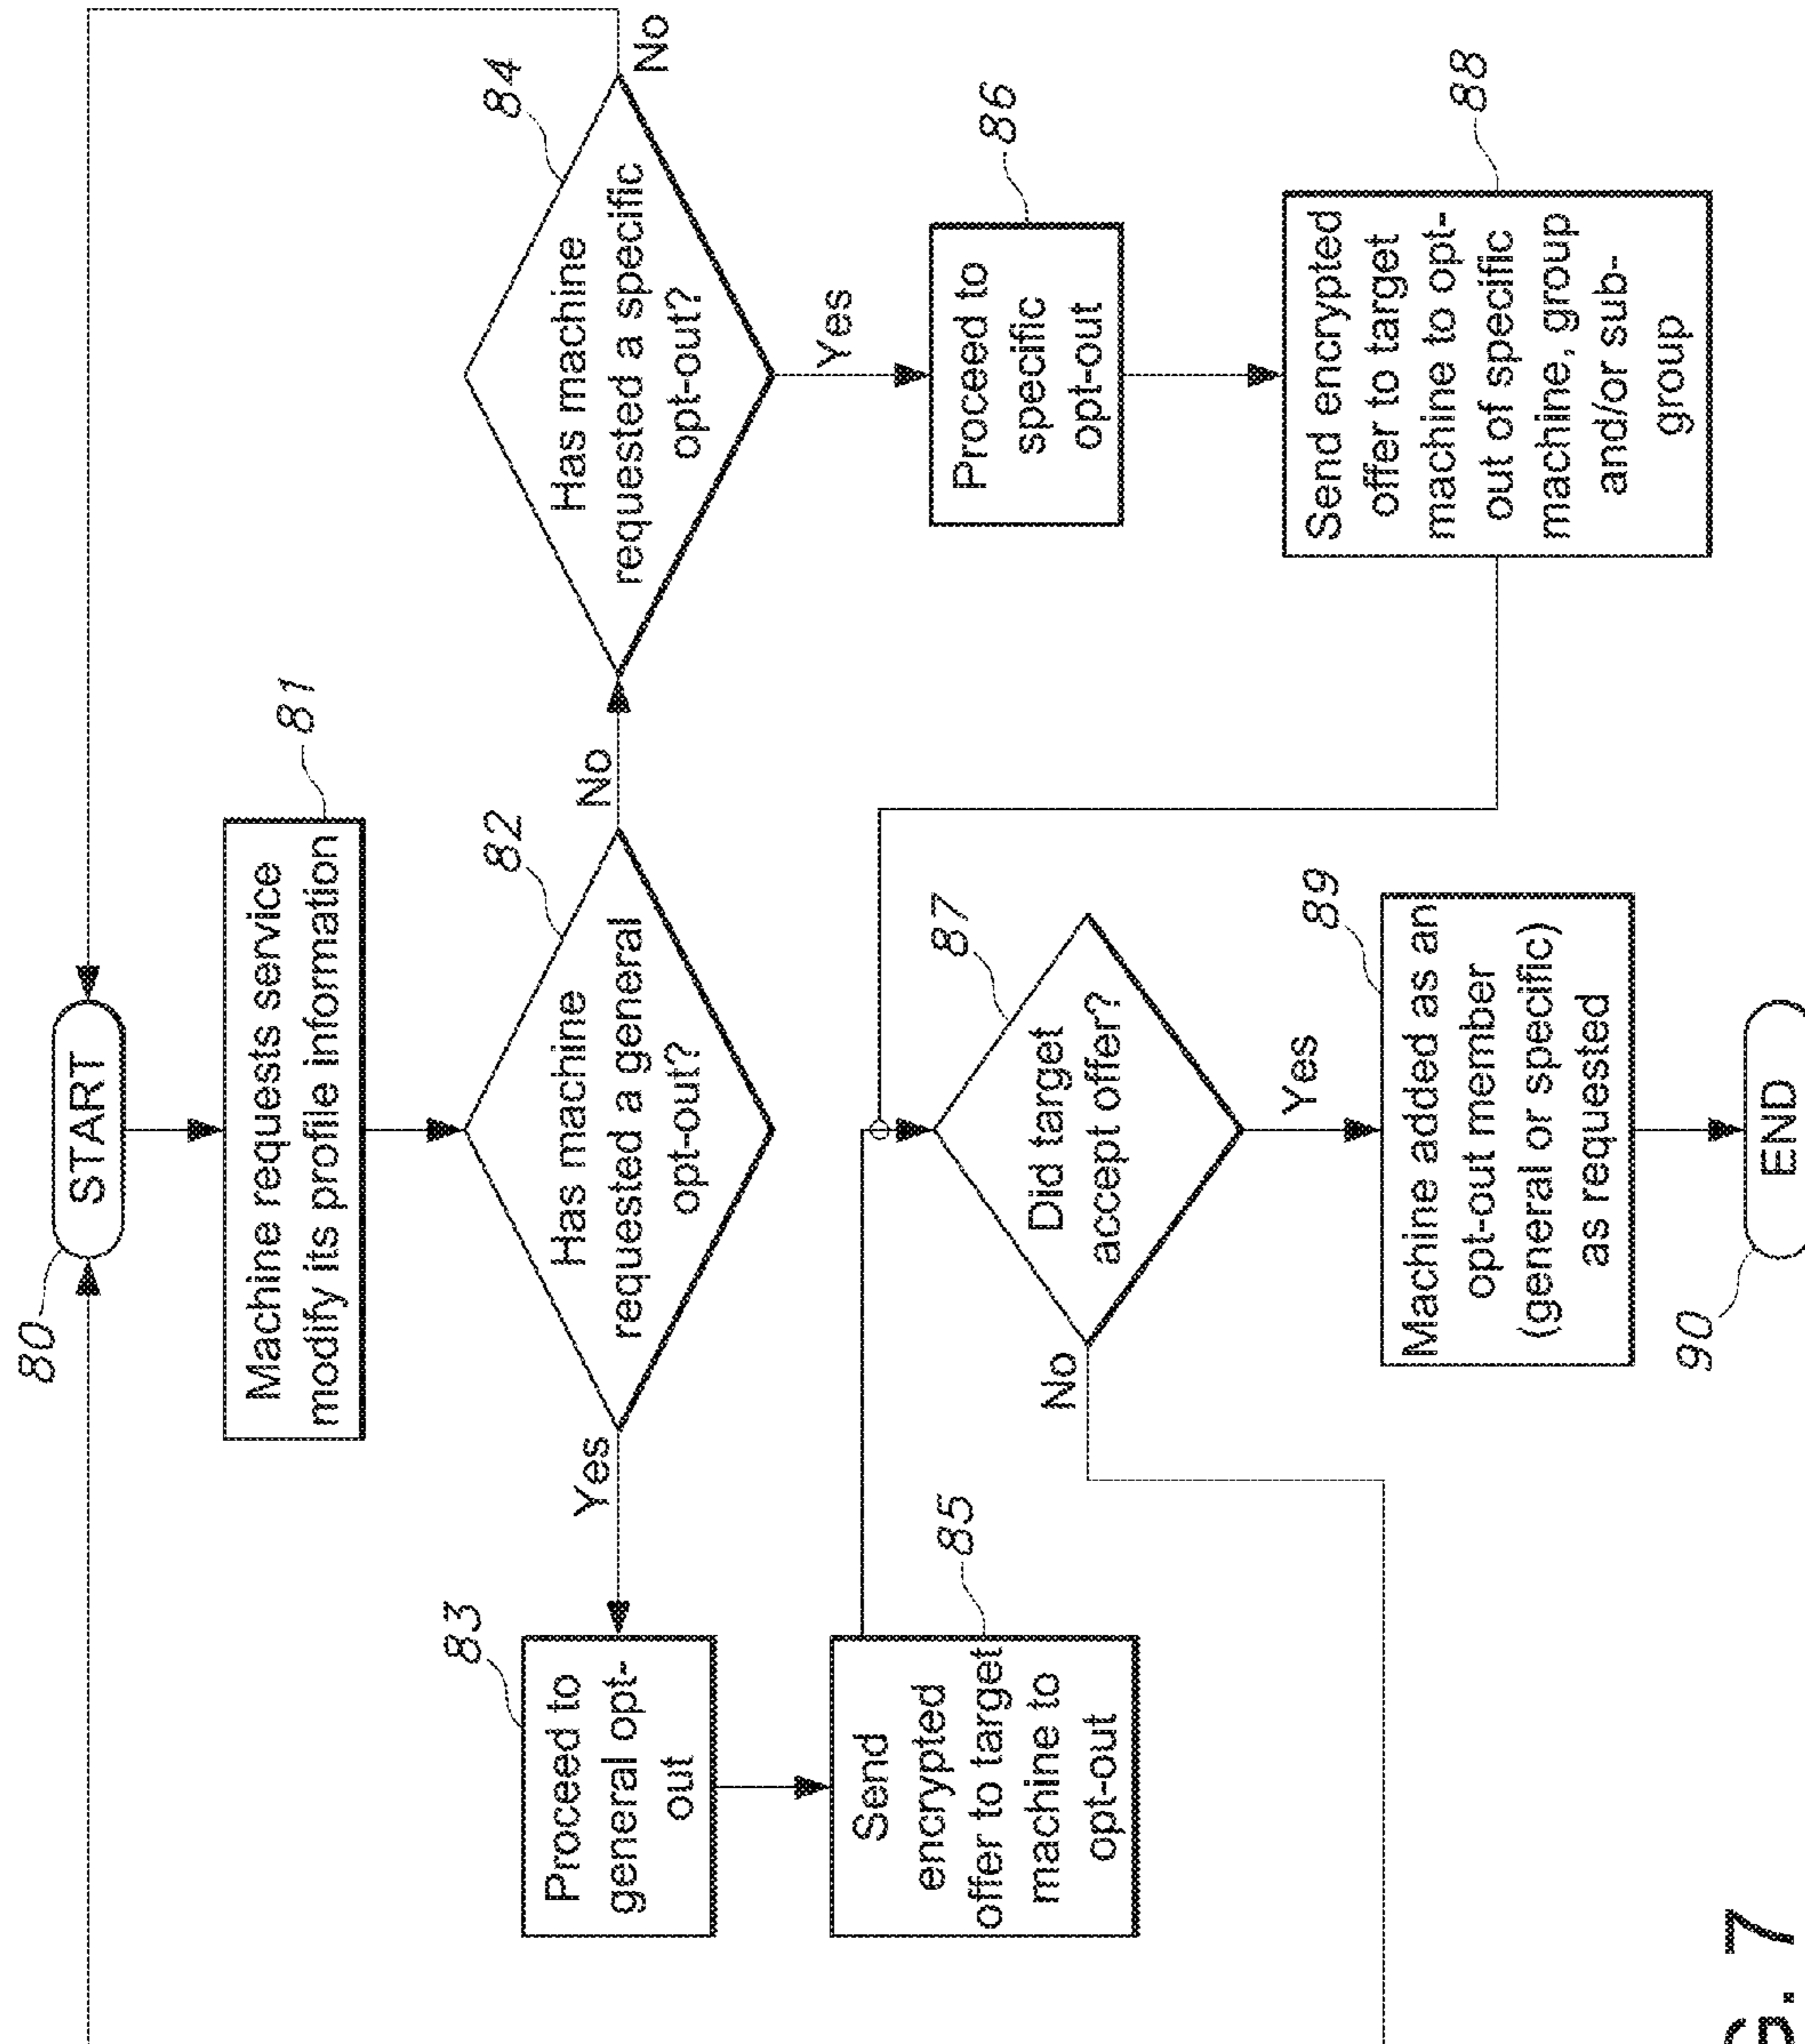 80
START
Machine requests service
modify its profile information
81
82
Has machine
requested a general
opt-out?
Yes
No
84
Has machine
requested a specific
opt-out?
No
Yes
83
Proceed to
general opt-
out
86
Proceed to
specific
opt-out
85
Send
encrypted
offer to target
machine to
opt-out
88
Send encrypted
offer to target
machine to opt-
out of specific
machine, group
and/or sub-
group
87
Did target
accept offer?
No
Yes
89
Machine added as an
opt-out member
(general or specific)
as requested
90
END
G. 7